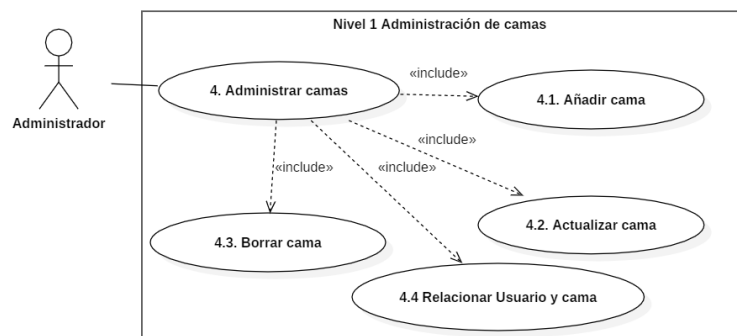 Nivel 1 Administración de camas
«include»
4. Administrar camas
4.1. Añadir cama
Administrador
«include»
«include»
«include»
4.2. Actualizar cama
4.3. Borrar cama
4.4 Relacionar Usuario y cama